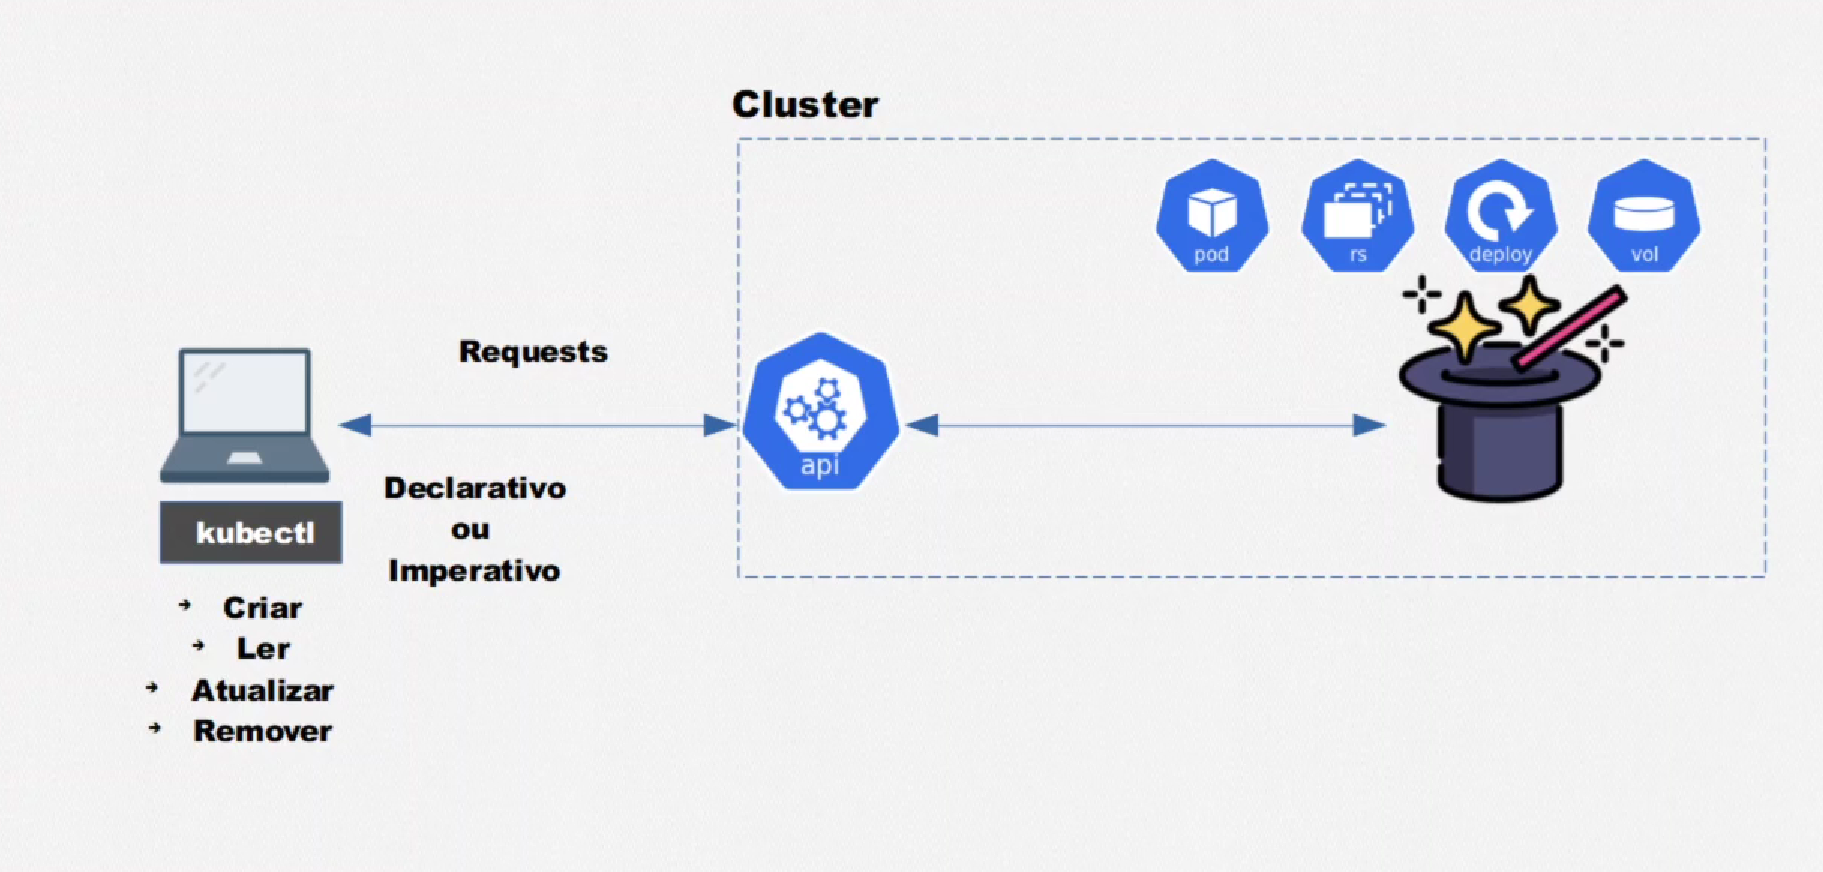 Cluster
pod
rs
deploy
vol
Requests
api
Declarativo
ou
Imperativo
kubectl
Criar
Ler
Atualizar
Remover